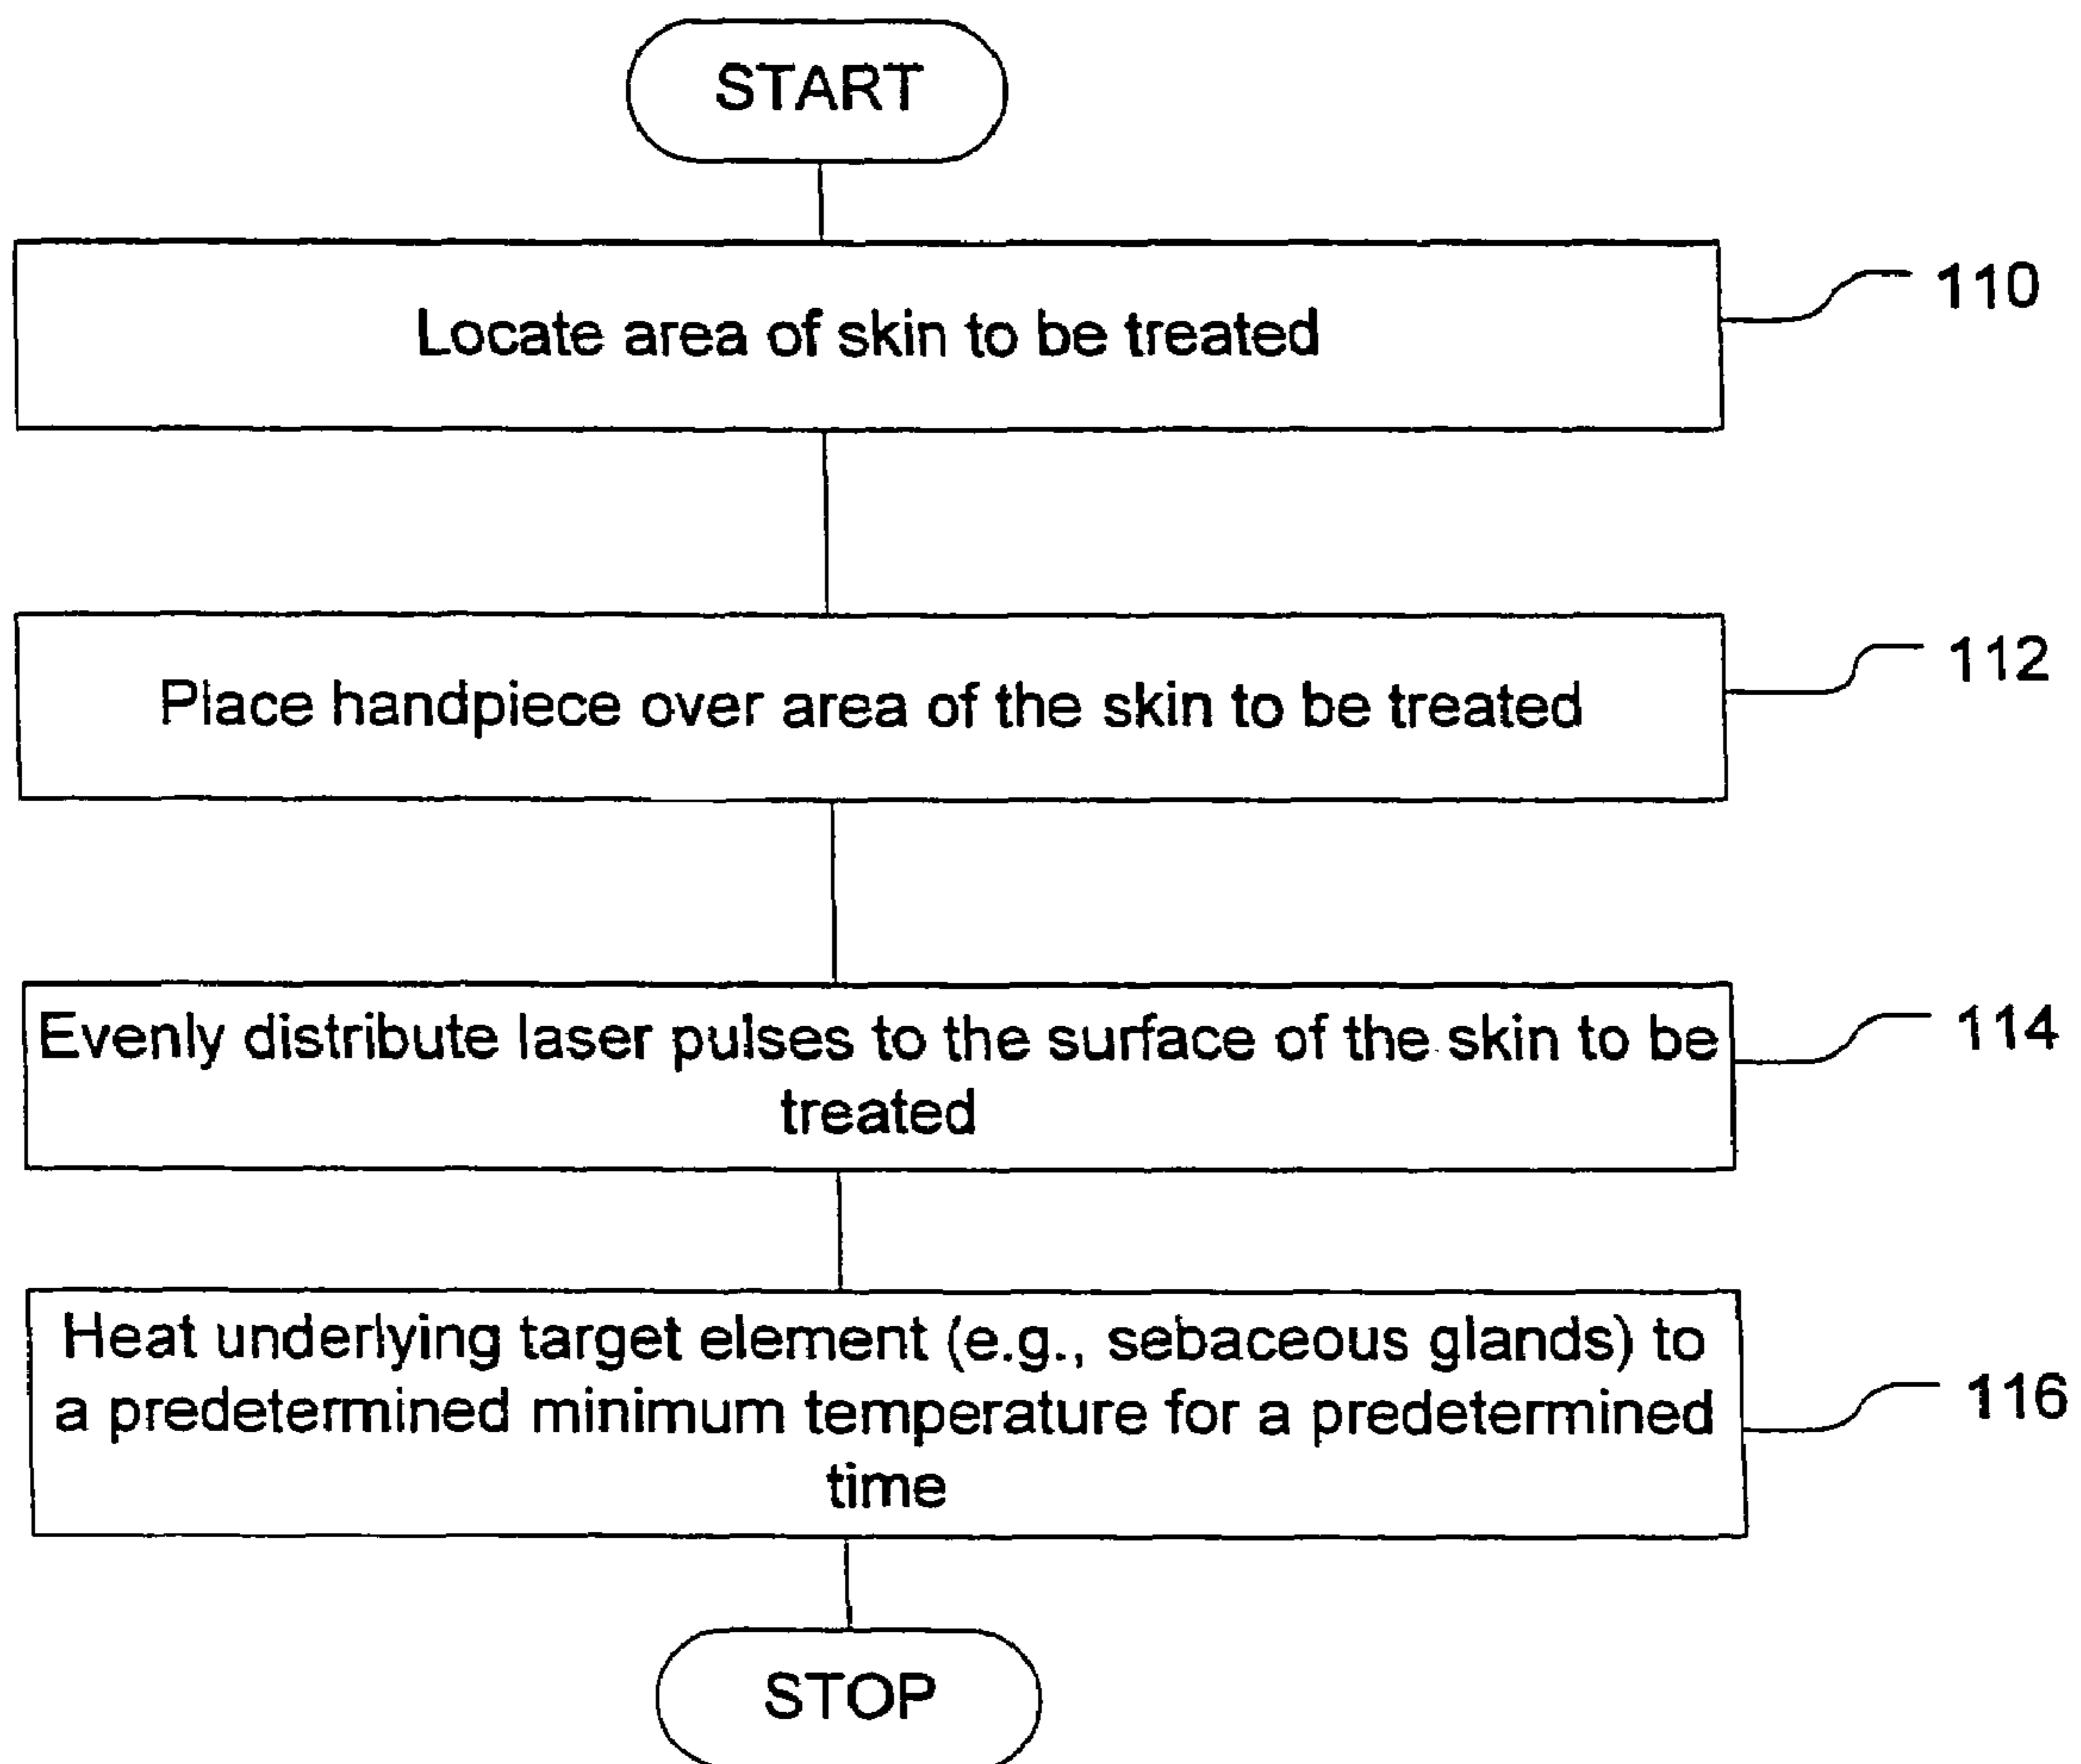 START
Locate area of skin to be treated
110
Place handpiece over area of the skin to be treated
112
Evenly distribute laser pulses to the surface of the skin to be
treated
114
Heat underlying target element (e.g., sebaceous glands) to
a predetermined minimum temperature for a predetermined
time
116
STOP